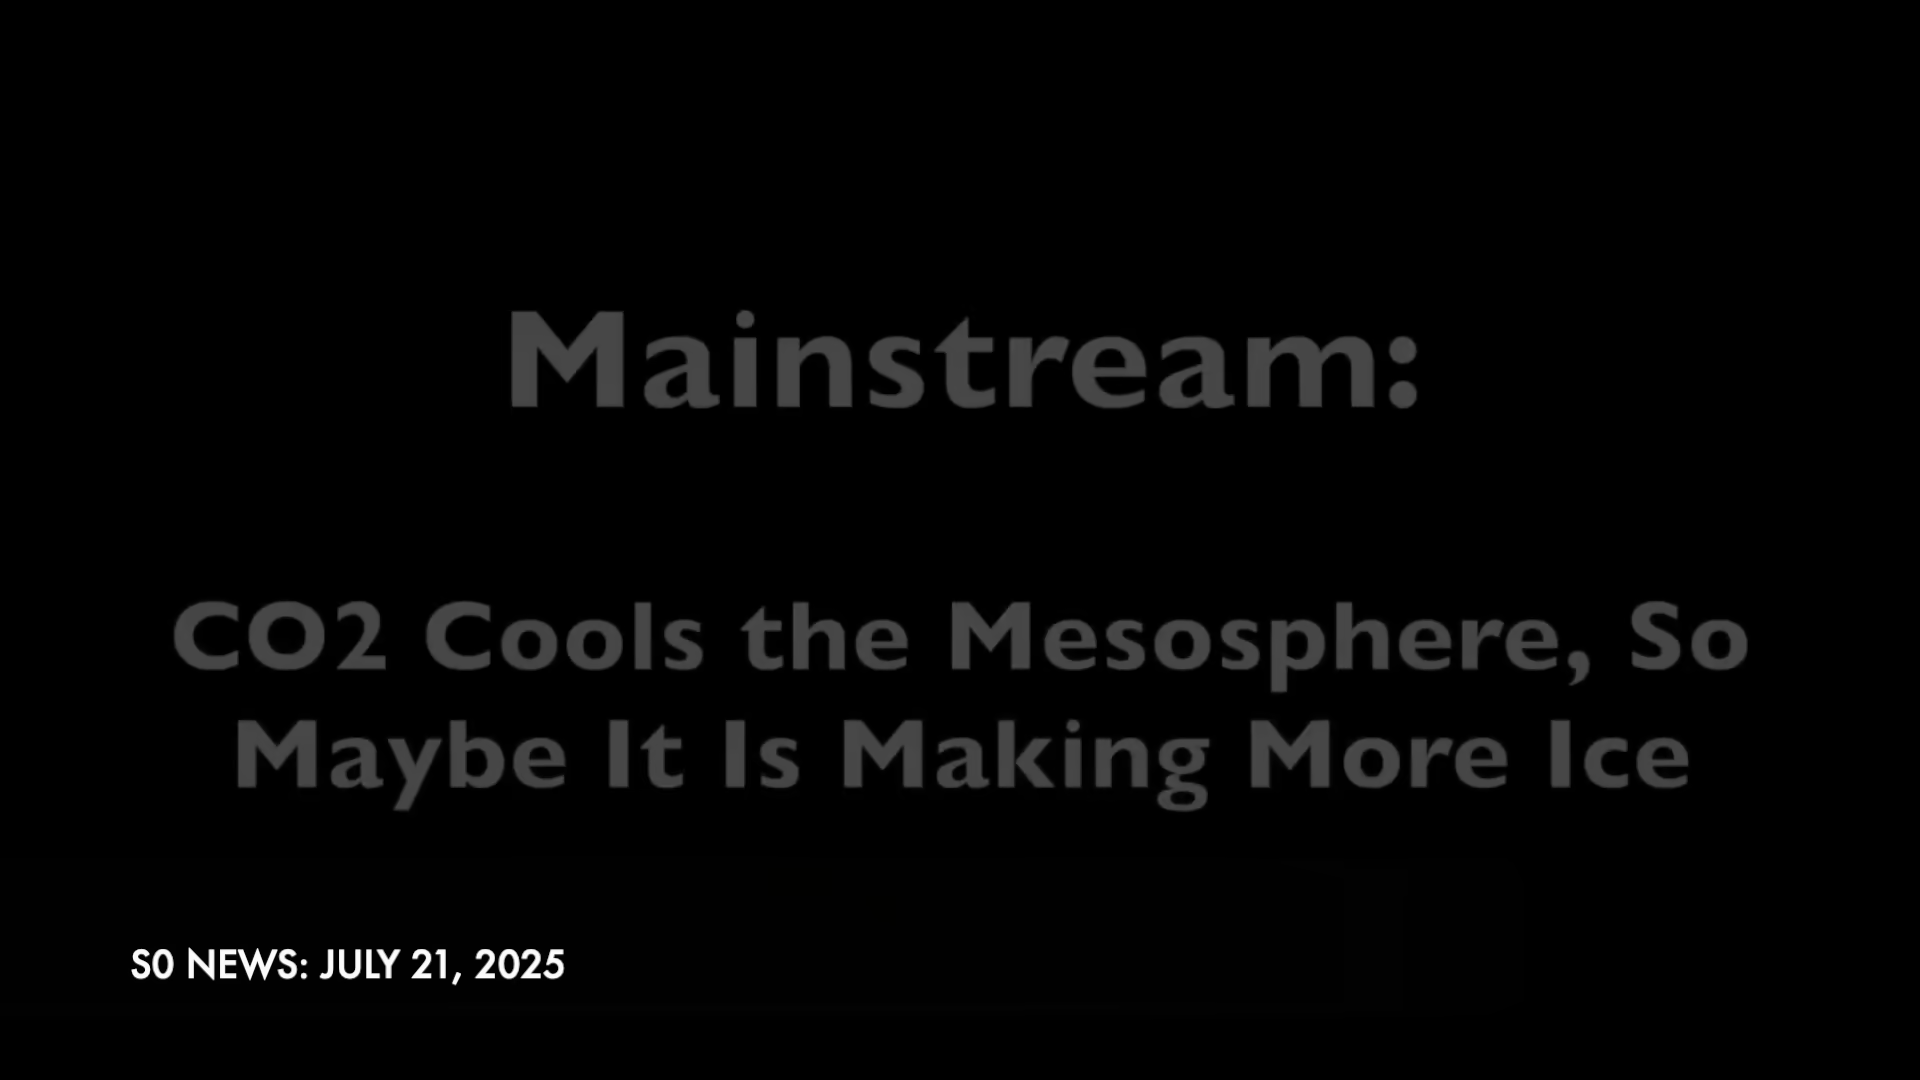 Mainstream:
CO2 Cools the Mesosphere, So
Maybe It Is Making More Ice
S0 NEWS: JULY 21, 2025